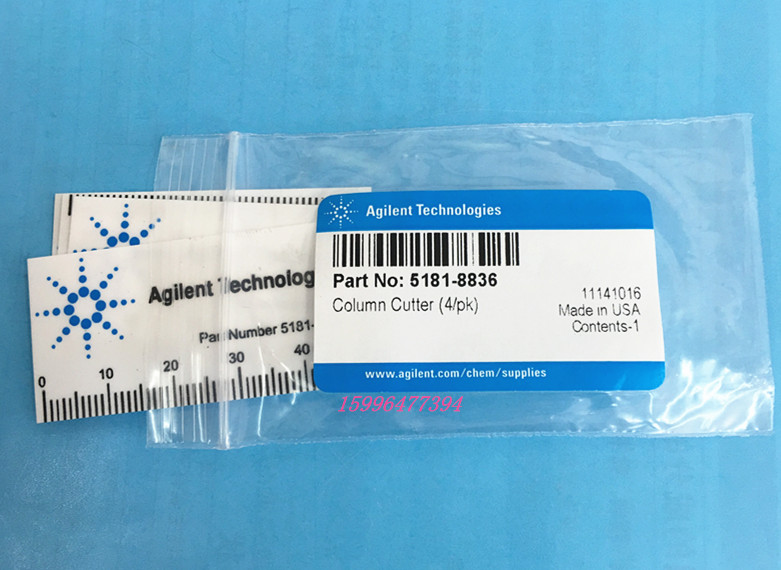 Agilent Technologies
Part No: 5181-8836
Column Cutter (4/pk)
11141016
Made in USA
Contents-1
www.agilent.com/chem/supplies
15996477394
Agilent Technolog
Part Number 5181-
0 10 20 30 40